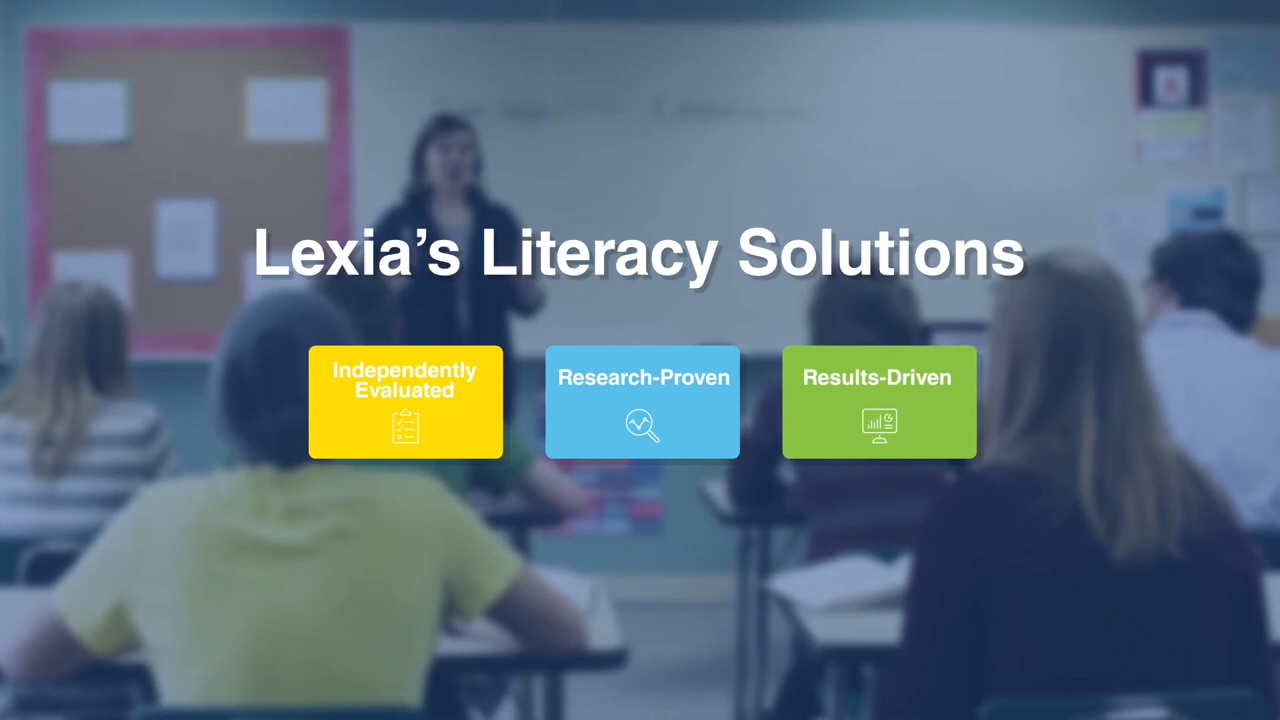 Lexia’s Literacy Solutions
Independently
Evaluated
Research-Proven
Results-Driven